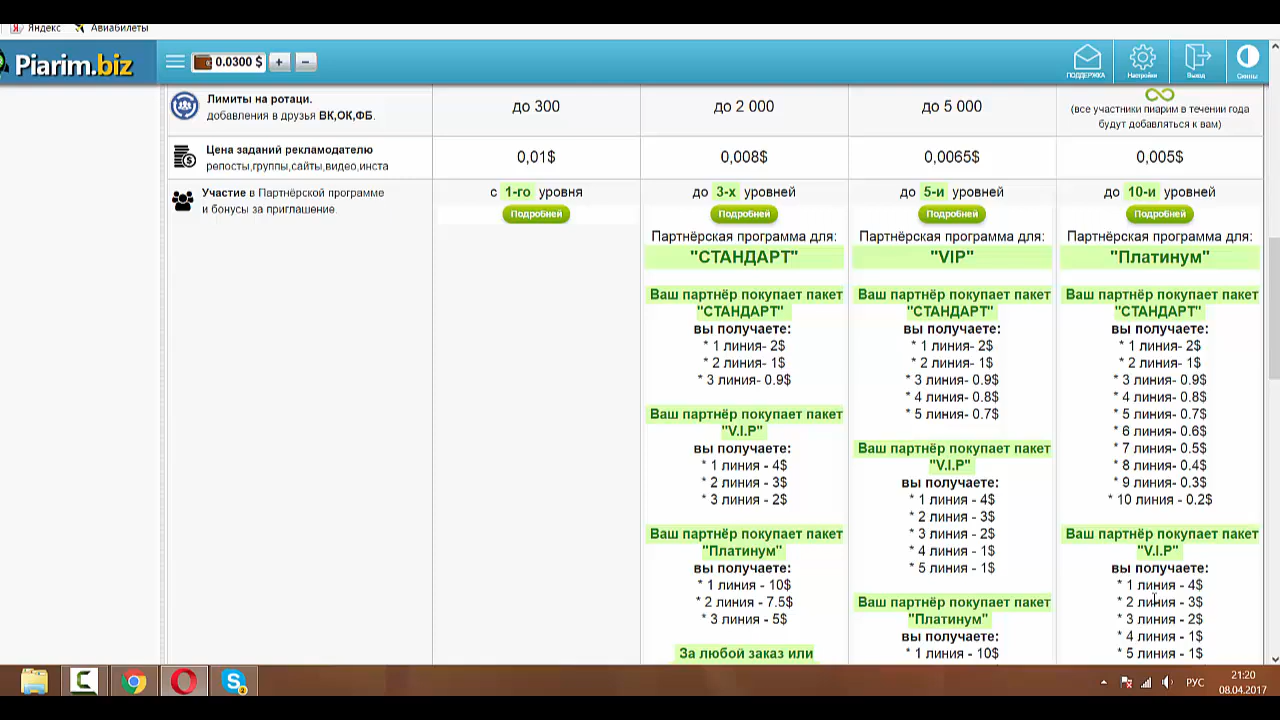 Яндекс Авиабилеты
Piarim.biz
0.0300 $ + −
ПОДДЕРЖКА Настройки Выход Скины
Лимиты на ротаци.
добавления в друзья ВК,ОК,ФБ.
до 300
до 2 000
до 5 000
(все участники пиарим в течении года
будут добавляться к вам)
Цена заданий рекламодателю
репосты,группы,сайты,видео,инста
0,01$
0,008$
0,0065$
0,005$
Участие в Партнёрской программе
и бонусы за приглашение.
с 1-го уровня
Подробней
до 3-х уровней
Подробней
Партнёрская программа для:
"СТАНДАРТ"
Ваш партнёр покупает пакет
"СТАНДАРТ"
вы получаете:
* 1 линия- 2$
* 2 линия- 1$
* 3 линия- 0.9$
Ваш партнёр покупает пакет
"V.I.P"
вы получаете:
* 1 линия - 4$
* 2 линия - 3$
* 3 линия - 2$
Ваш партнёр покупает пакет
"Платинум"
вы получаете:
* 1 линия - 10$
* 2 линия - 7.5$
* 3 линия - 5$
За любой заказ или
до 5-и уровней
Подробней
Партнёрская программа для:
"VIP"
Ваш партнёр покупает пакет
"СТАНДАРТ"
вы получаете:
* 1 линия- 2$
* 2 линия- 1$
* 3 линия- 0.9$
* 4 линия- 0.8$
* 5 линия- 0.7$
Ваш партнёр покупает пакет
"V.I.P"
вы получаете:
* 1 линия - 4$
* 2 линия - 3$
* 3 линия - 2$
* 4 линия - 1$
* 5 линия - 1$
Ваш партнёр покупает пакет
"Платинум"
вы получаете:
* 1 линия - 10$
до 10-и уровней
Подробней
Партнёрская программа для:
"Платинум"
Ваш партнёр покупает пакет
"СТАНДАРТ"
вы получаете:
* 1 линия- 2$
* 2 линия- 1$
* 3 линия- 0.9$
* 4 линия- 0.8$
* 5 линия- 0.7$
* 6 линия- 0.6$
* 7 линия- 0.5$
* 8 линия- 0.4$
* 9 линия- 0.3$
* 10 линия - 0.2$
Ваш партнёр покупает пакет
"V.I.P"
вы получаете:
* 1 линия - 4$
* 2 линия - 3$
* 3 линия - 2$
* 4 линия - 1$
* 5 линия - 1$
РУС
21:20
08.04.2017